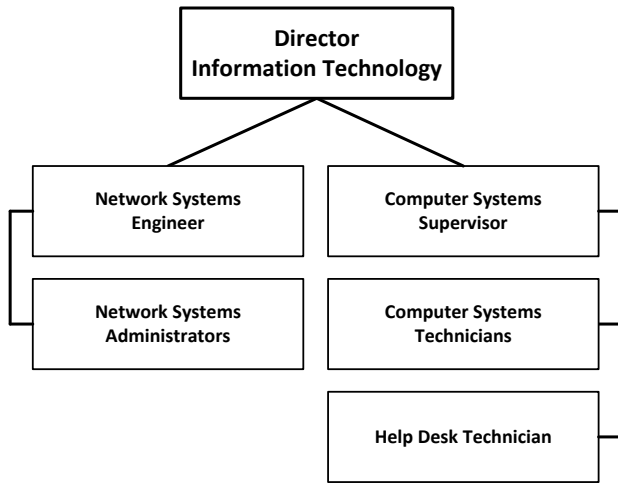 Director
Information Technology
Network Systems
Engineer
Computer Systems
Supervisor
Network Systems
Administrators
Computer Systems
Technicians
Help Desk Technician